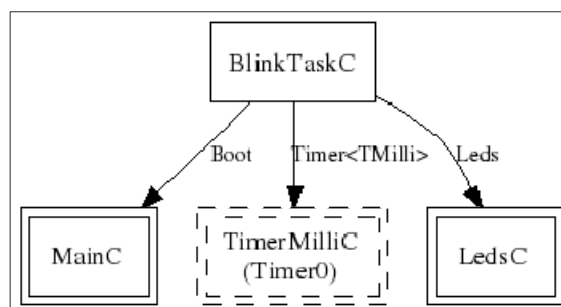 BlinkTaskC
Boot
Timer<TMilli>
Leds
MainC
TimerMilliC
(Timer0)
LedsC